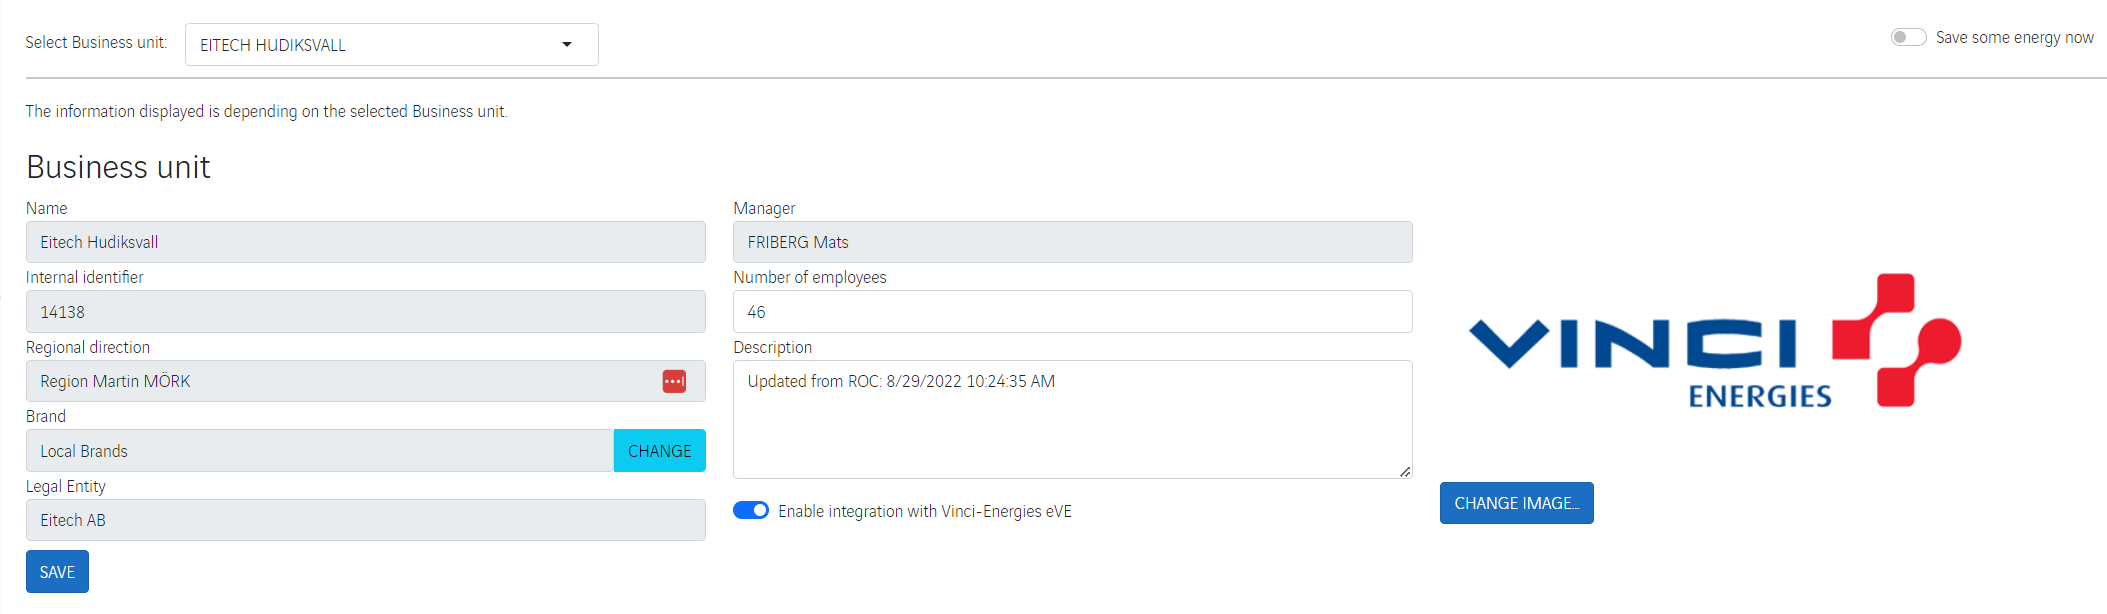 Select Business unit: EITECH HUDIKSVALL Save some energy now
The information displayed is depending on the selected Business unit.
Business unit
Name
Eitech Hudiksvall
Internal identifier
14138
Regional direction
Region Martin MÖRK
Brand
Local Brands CHANGE
Legal Entity
Eitech AB
SAVE
Manager
FRIBERG Mats
Number of employees
46
Description
Updated from ROC: 8/29/2022 10:24:35 AM
Enable integration with Vinci-Energies eVE
VINCI
ENERGIES
CHANGE IMAGE...